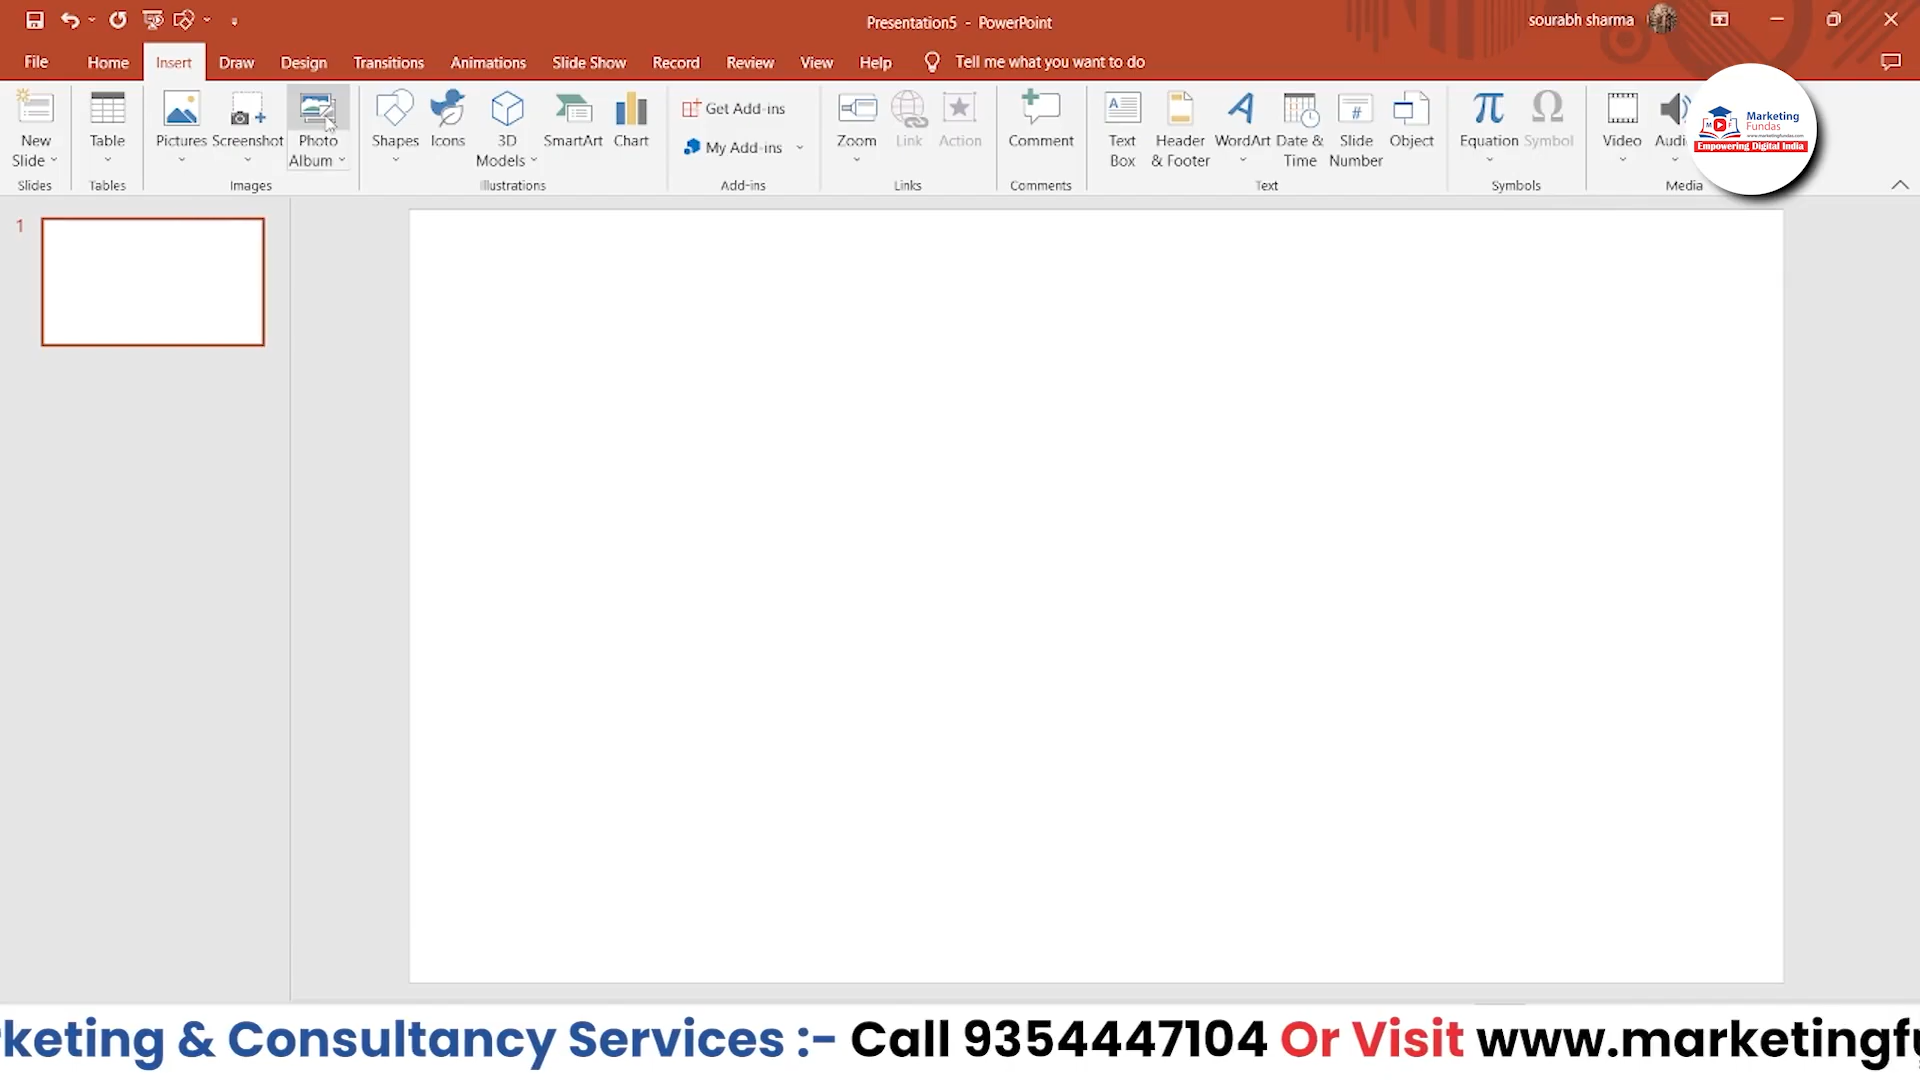 Presentation5 - PowerPoint
sourabh sharma
File Home Insert Draw Design Transitions Animations Slide Show Record Review View Help Tell me what you want to do
New Slide
Table
Pictures
Screenshot
Photo Album
Shapes
Icons
3D Models
SmartArt
Chart
Get Add-ins
My Add-ins
Zoom
Link
Action
Comment
Text Box
Header & Footer
WordArt
Date & Time
Slide Number
Object
Equation
Symbol
Video
Slides
Tables
Images
Illustrations
Add-ins
Links
Comments
Text
Symbols
Media
Marketing
Fundas
www.marketingfundas.com
Empowering Digital India
1
keting & Consultancy Services :- Call 9354447104 Or Visit www.marketingfu